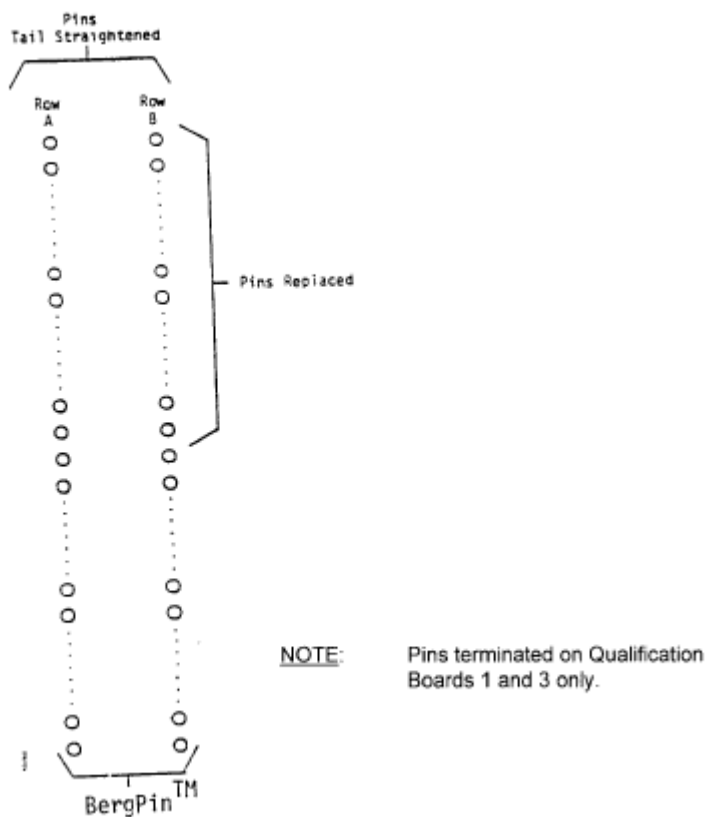 Pins
Tail Straightened
Row A
Row B
Pins Replaced
NOTE: Pins terminated on Qualification
Boards 1 and 3 only.
BergPin™